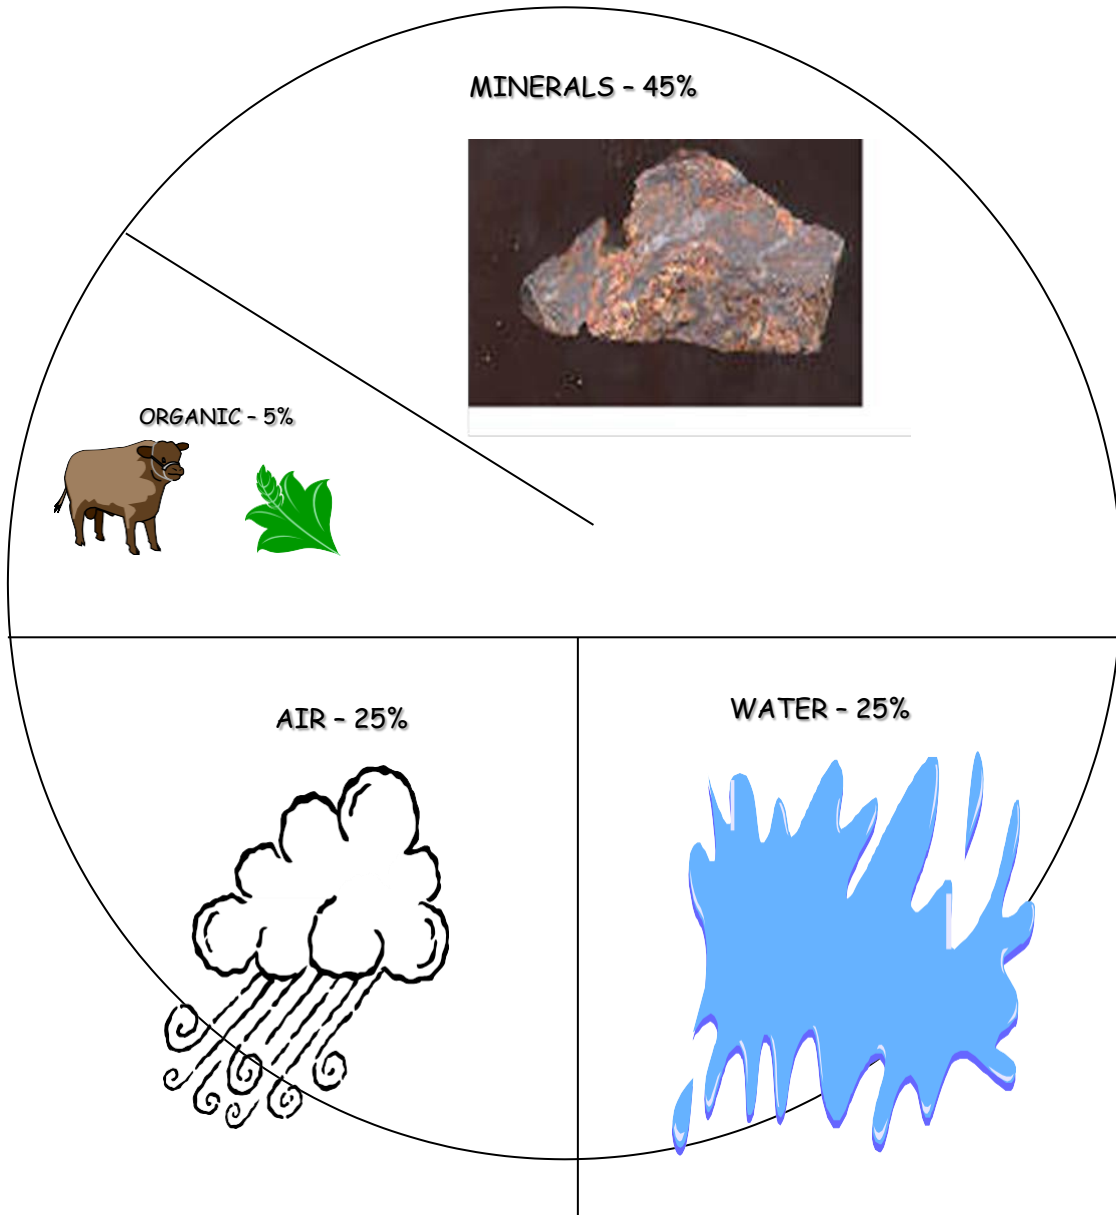 MINERALS – 45%
ORGANIC – 5%
AIR – 25%
WATER – 25%